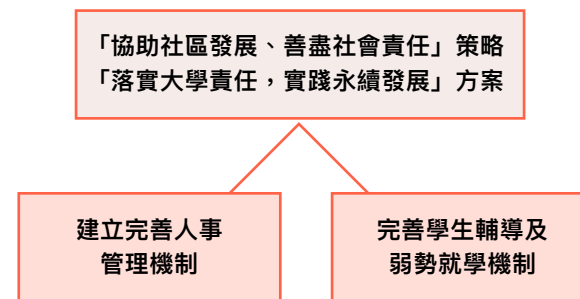 「協助社區發展、善盡社會責任」策略
「落實大學責任，實踐永續發展」方案
建立完善人事
管理機制
完善學生輔導及
弱勢就學機制